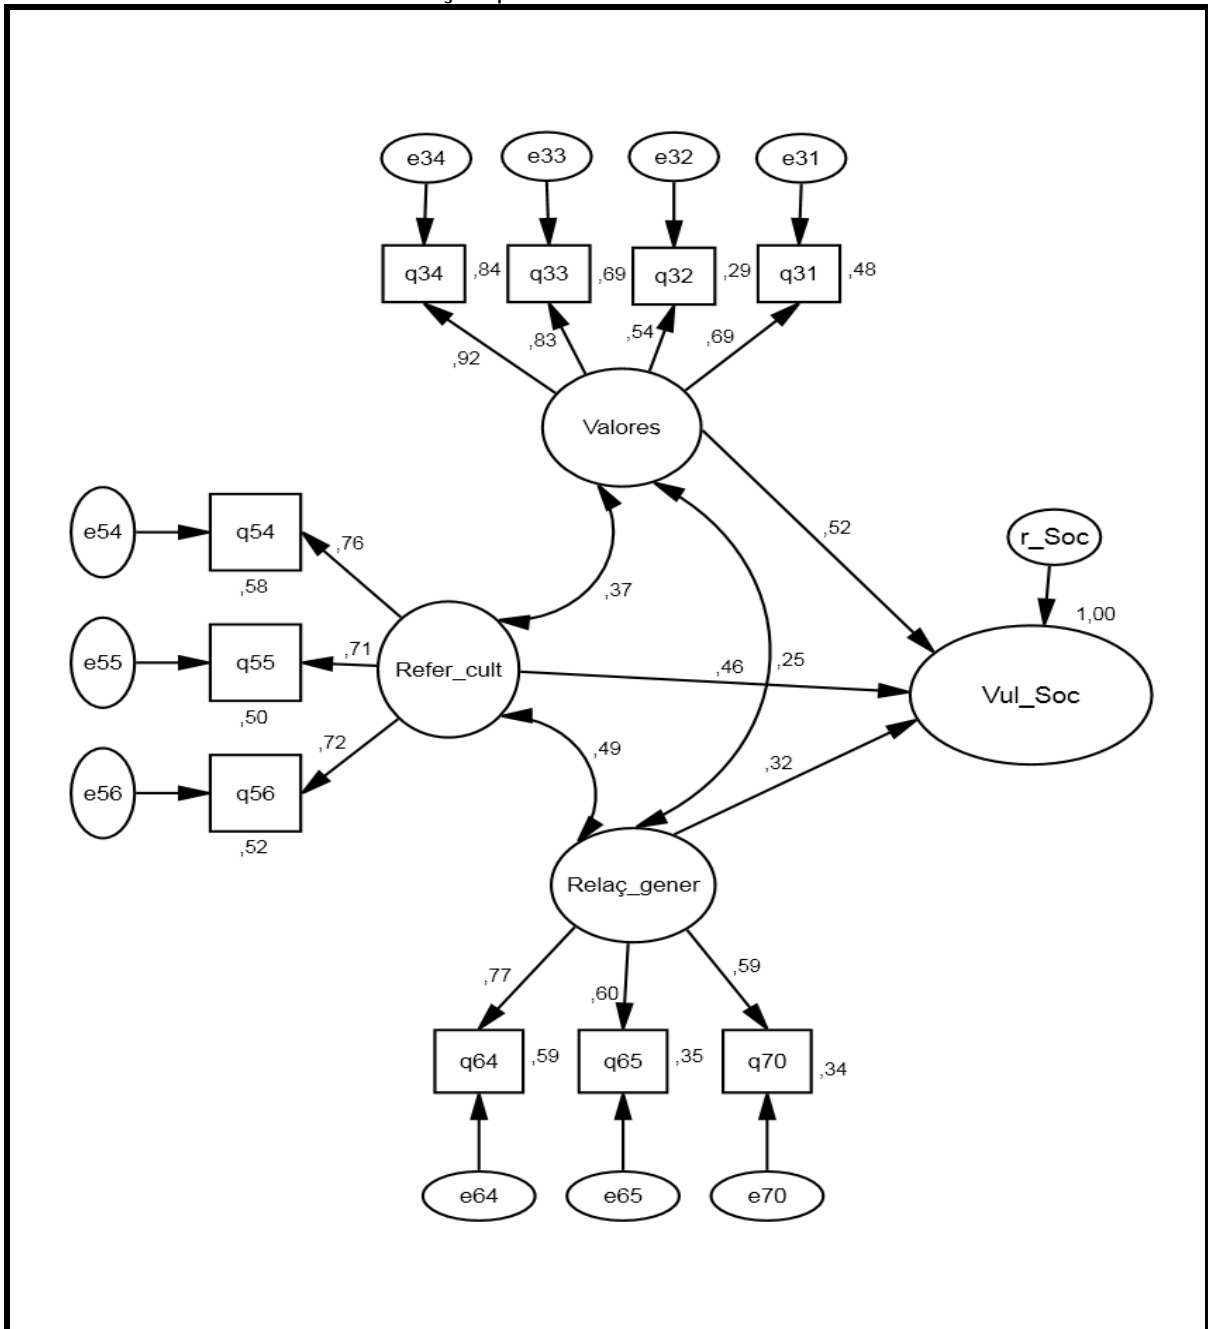 e34 e33 e32 e31
q34 ,84 q33 ,69 q32 ,29 q31 ,48
,92 ,83 ,54 ,69
Valores
e54 q54 ,76
,58
,52
r_Soc
1,00
,37
e55 q55 ,71
,50
Refer_cult
,46 ,25
Vul_Soc
e56 q56 ,72
,52
,49
,32
Relaç_gener
,77 ,60 ,59
q64 ,59 q65 ,35 q70 ,34
e64 e65 e70